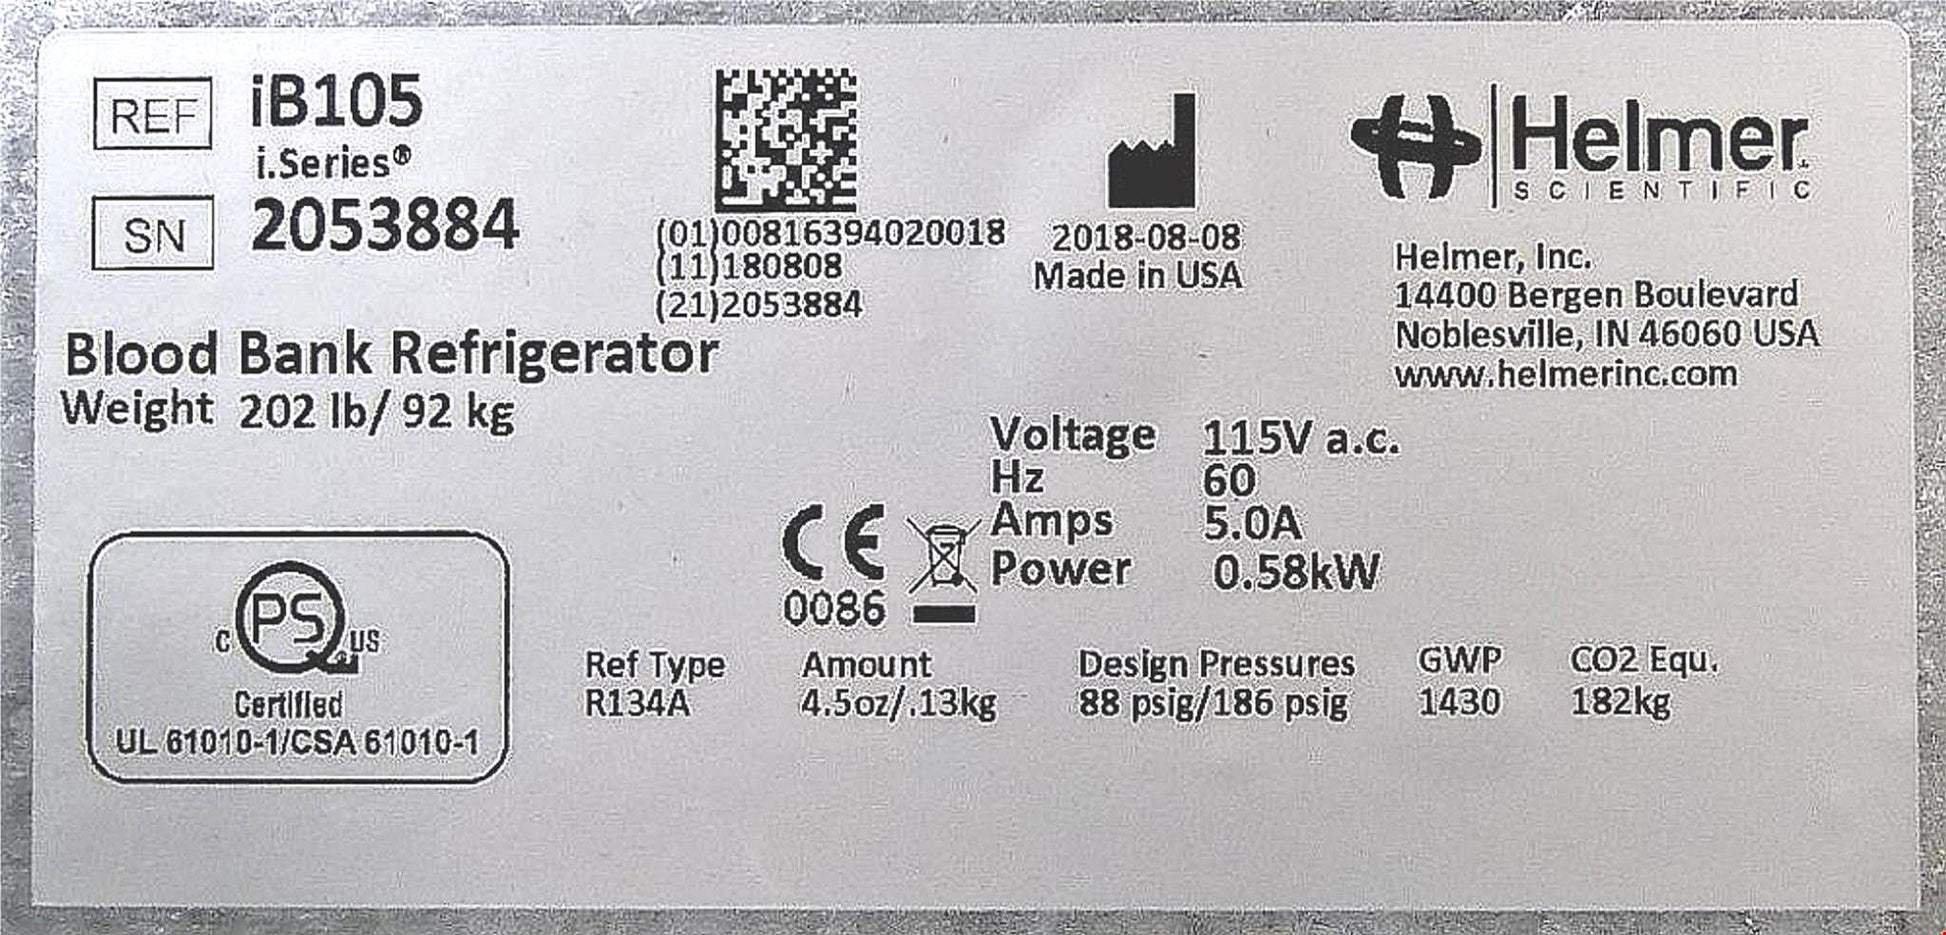 REF iB105
i.Series®
SN 2053884
(01)00816394020018
(11)180808
(21)2053884
2018-08-08
Made in USA
Helmer
SCIENTIFIC
Helmer, Inc.
14400 Bergen Boulevard
Noblesville, IN 46060 USA
www.helmerinc.com
Blood Bank Refrigerator
Weight 202 lb/ 92 kg
Voltage 115V a.c.
Hz 60
Amps 5.0A
Power 0.58kW
CE
0086
C PS US
Certified
UL 61010-1/CSA 61010-1
Ref Type Amount Design Pressures GWP CO2 Equ.
R134A 4.5oz/.13kg 88 psig/186 psig 1430 182kg